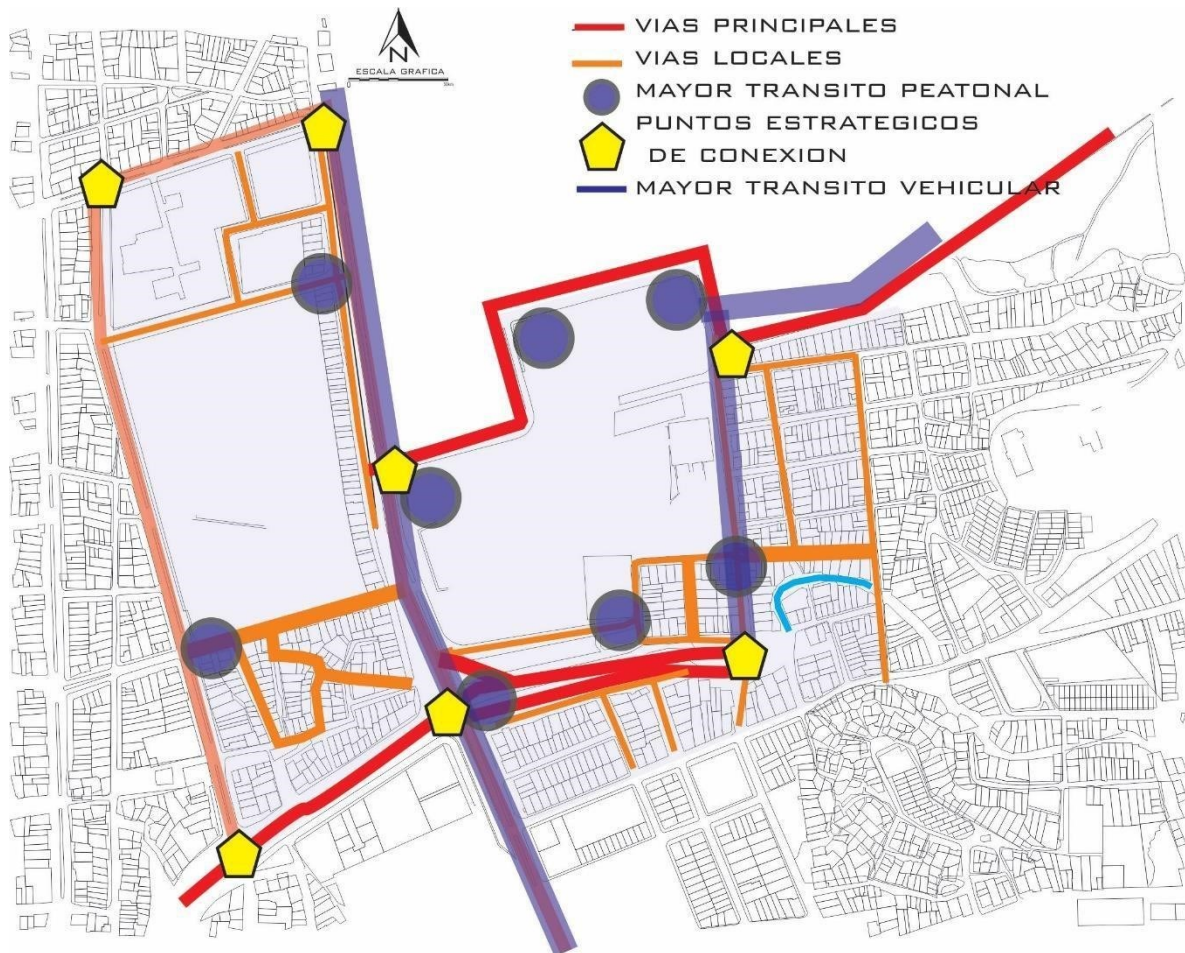 VIAS PRINCIPALES
N
ESCALA GRAFICA
VIAS LOCALES
MAYOR TRANSITO PEATONAL
PUNTOS ESTRATEGICOS
DE CONEXION
MAYOR TRANSITO VEHICULAR